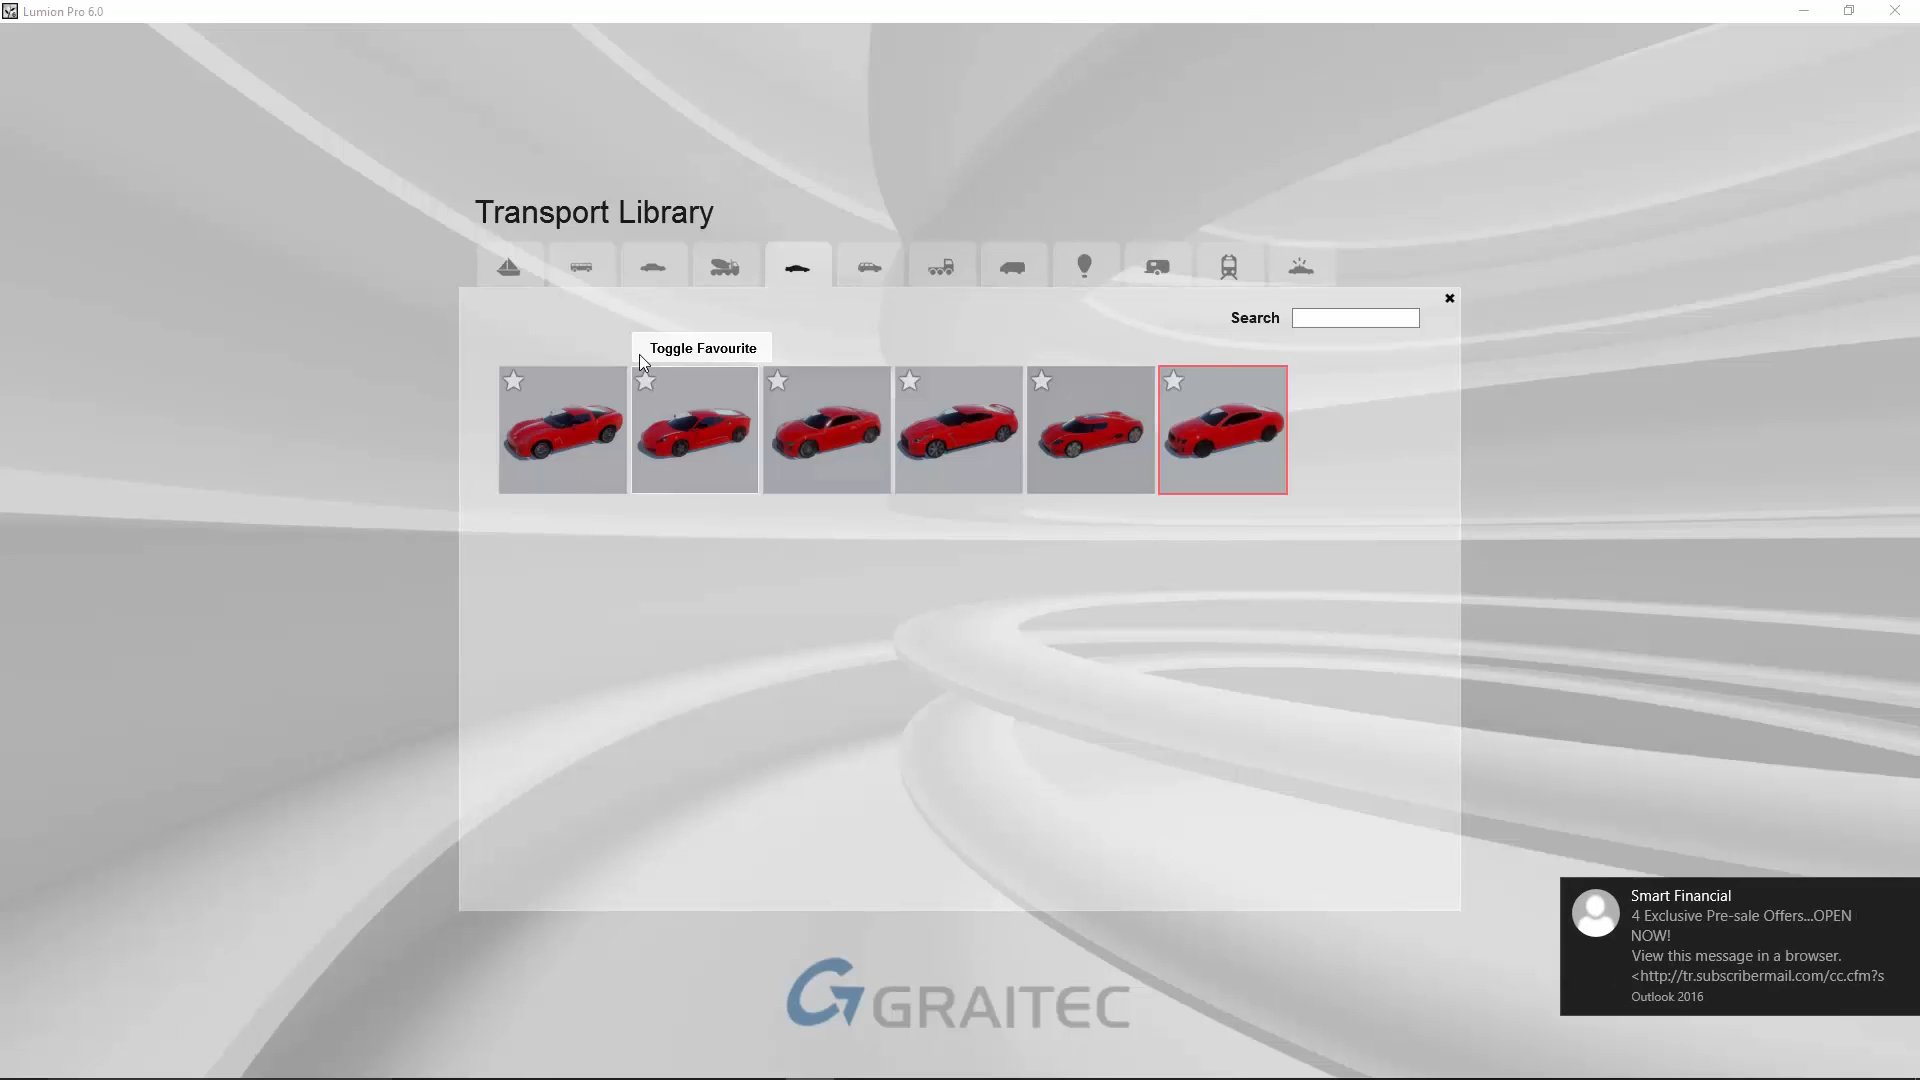 Lumion Pro 6.0
Transport Library
Search
Toggle Favourite
Smart Financial
4 Exclusive Pre-sale Offers...OPEN
NOW!
View this message in a browser.
<http://tr.subscribermail.com/cc.cfm?s
Outlook 2016
GRAITEC